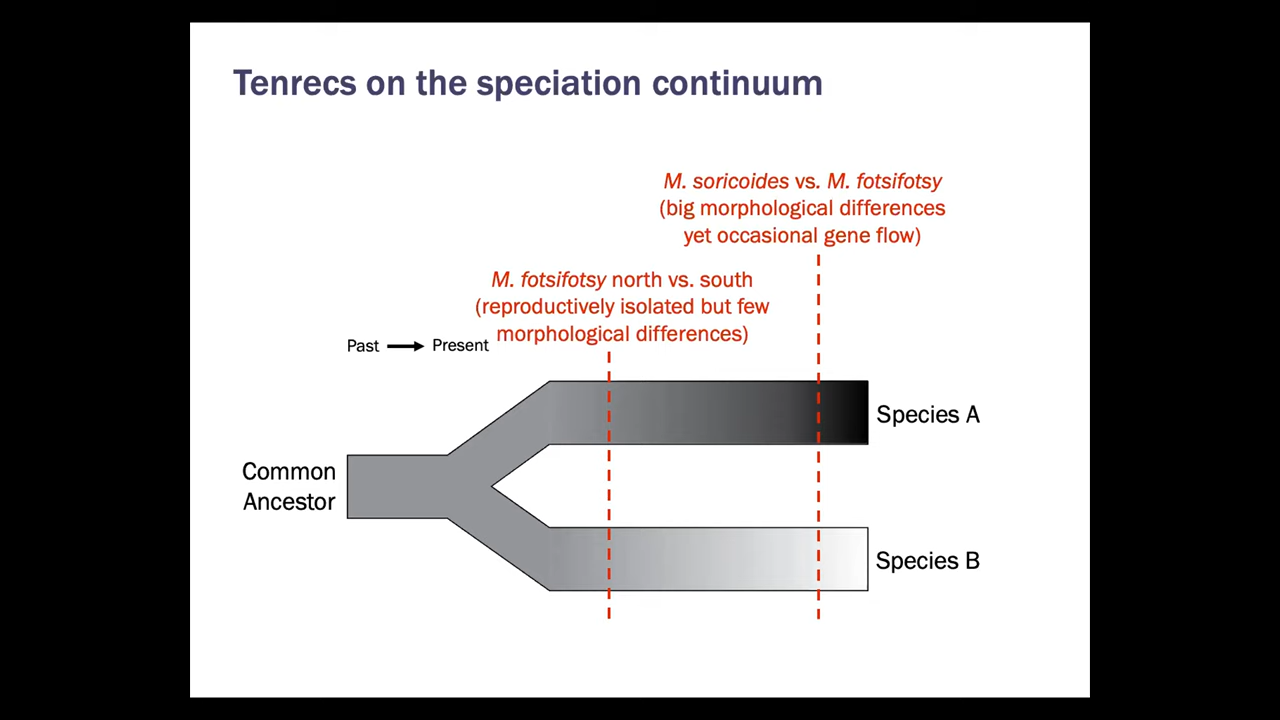 Tenrecs on the speciation continuum
M. soricoides vs. M. fotsifotsy
(big morphological differences
yet occasional gene flow)
M. fotsifotsy north vs. south
(reproductively isolated but few
morphological differences)
Past
Present
Species A
Common
Ancestor
Species B